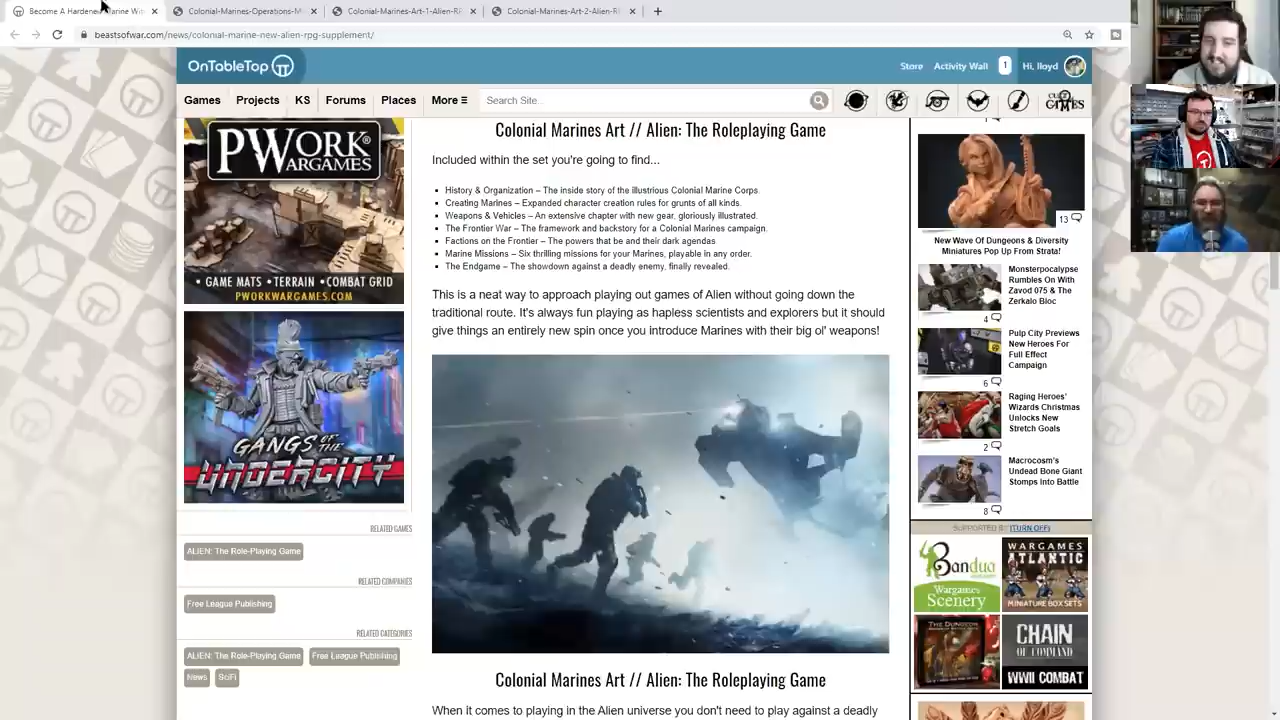 Become A Hardened Marine Wit
Colonial-Marines-Operations-M
Colonial-Marines-Art-1-Alien-R
Colonial-Marines-Art-2-Alien-R
beastsofwar.com/news/colonial-marine-new-alien-rpg-supplement/
OnTableTop
Store
Activity Wall
1
Hi, lloyd
Games
Projects
KS
Forums
Places
More
Search Site...
GAMES
PWORK
WARGAMES
• GAME MATS • TERRAIN • COMBAT GRID
PWORKWARGAMES.COM
GANGS OF THE
UNDERCITY
RELATED GAMES
ALIEN: The Role-Playing Game
RELATED COMPANIES
Free League Publishing
RELATED CATEGORIES
ALIEN: The Role-Playing Game
Free League Publishing
News
SciFi
Colonial Marines Art // Alien: The Roleplaying Game
Included within the set you're going to find...
History & Organization – The inside story of the illustrious Colonial Marine Corps.
Creating Marines – Expanded character creation rules for grunts of all kinds.
Weapons & Vehicles – An extensive chapter with new gear, gloriously illustrated.
The Frontier War – The framework and backstory for a Colonial Marines campaign.
Factions on the Frontier – The powers that be and their dark agendas
Marine Missions – Six thrilling missions for your Marines, playable in any order.
The Endgame – The showdown against a deadly enemy, finally revealed.
This is a neat way to approach playing out games of Alien without going down the
traditional route. It's always fun playing as hapless scientists and explorers but it should
give things an entirely new spin once you introduce Marines with their big ol' weapons!
Colonial Marines Art // Alien: The Roleplaying Game
When it comes to playing in the Alien universe you don't need to play against a deadly
13
New Wave Of Dungeons & Diversity
Miniatures Pop Up From Strata!
Monsterpocalypse
Rumbles On With
Zavod 075 & The
Zerkalo Bloc
4
Pulp City Previews
New Heroes For
Full Effect
Campaign
6
Raging Heroes'
Wizards Christmas
Unlocks New
Stretch Goals
2
Macrocosm's
Undead Bone Giant
Stomps Into Battle
8
SUPPORTED BY (TURN OFF)
Bandua
Wargames
Scenery
WARGAMES
ATLANTIC
MINIATURE BOX SETS
THE DUNGEON
CHAIN
OF COMMAND
WWII COMBAT